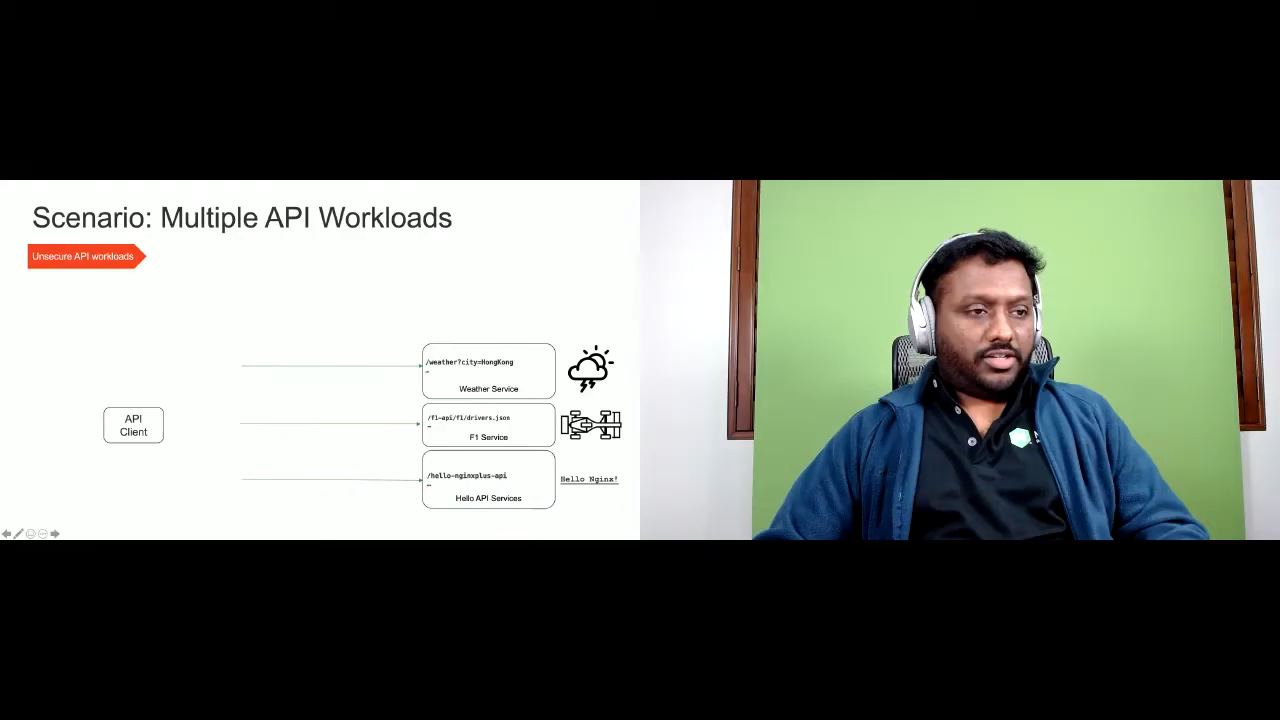 Scenario: Multiple API Workloads
Unsecure API workloads
/weather?city=HongKong
Weather Service
API
Client
/f1-api/f1/drivers.json
F1 Service
/hello-nginxplus-api
Hello API Services
Hello Nginx!